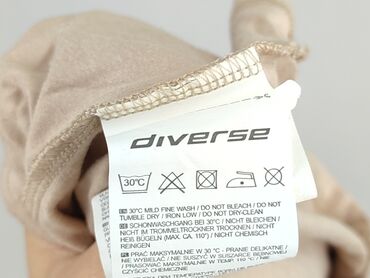 diverse
30°C
EN 30°C MILD FINE WASH / DO NOT BLEACH / DO NOT
TUMBLE DRY / IRON LOW / DO NOT DRY-CLEAN
DE SCHONWASCHGANG BEI 30°C / NICHT BLEICHEN /
NICHT IM TROMMELTROCKNER TROCKNEN / NICHT
HEIß BÜGELN (MAX. CA. 110°) / NICHT CHEMISCH
REINIGEN
PL PRAĆ MAKSYMALNIE W 30 °C - PRANIE DELIKATNE /
NIE WYBIELAĆ / NIE SUSZYĆ W SUSZARCE BĘBNOWEJ
/ PRASOWAĆ MAKSYMALNIE W TEMP. 110 °C / NIE
CZYŚCIĆ CHEMICZNIE